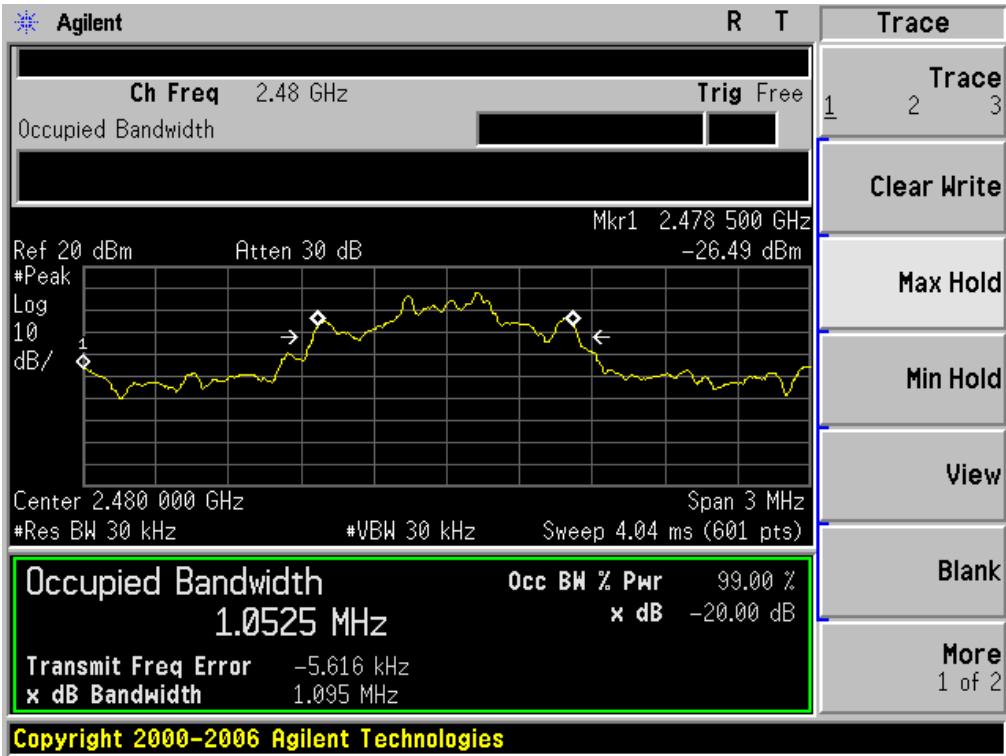 Agilent R T Trace
Ch Freq 2.48 GHz Trig Free
Occupied Bandwidth
Trace
1 2 3
Clear Write
Mkr1 2.478 500 GHz
Ref 20 dBm Atten 30 dB -26.49 dBm
#Peak
Log
10
dB/
1
Max Hold
Min Hold
View
Center 2.480 000 GHz Span 3 MHz
#Res BW 30 kHz #VBW 30 kHz Sweep 4.04 ms (601 pts)
Occupied Bandwidth Occ BW % Pwr 99.00 %
1.0525 MHz x dB -20.00 dB
Transmit Freq Error -5.616 kHz
x dB Bandwidth 1.095 MHz
Blank
More
1 of 2
Copyright 2000-2006 Agilent Technologies